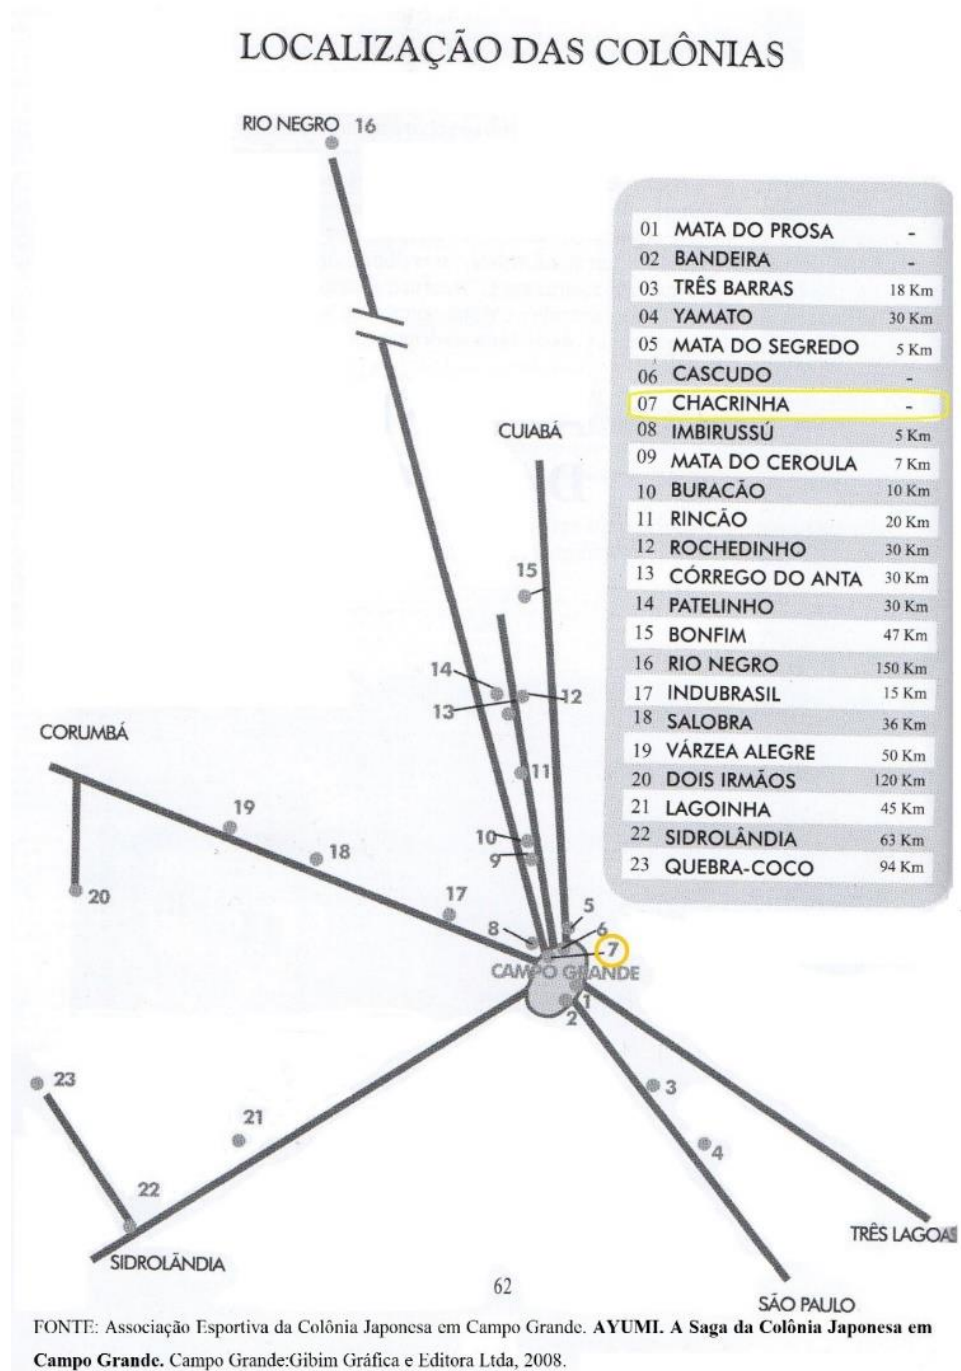 LOCALIZAÇÃO DAS COLÔNIAS
RIO NEGRO 16
01 MATA DO PROSA -
02 BANDEIRA -
03 TRÊS BARRAS 18 Km
04 YAMATO 30 Km
05 MATA DO SEGREDO 5 Km
06 CASCUDO -
07 CHACRINHA -
08 IMBIRUSSÚ 5 Km
09 MATA DO CEROULA 7 Km
10 BURACÃO 10 Km
11 RINCÃO 20 Km
12 ROCHEDINHO 30 Km
13 CÓRREGO DO ANTA 30 Km
14 PATELINHO 30 Km
15 BONFIM 47 Km
16 RIO NEGRO 150 Km
17 INDUBRASIL 15 Km
18 SALOBRA 36 Km
19 VÁRZEA ALEGRE 50 Km
20 DOIS IRMÃOS 120 Km
21 LAGOINHA 45 Km
22 SIDROLÂNDIA 63 Km
23 QUEBRA-COCO 94 Km
CUIABÁ
15
14
12
13
CORUMBÁ
11
19
10
18
9
20
17
5
8
6
7
CAMPO GRANDE
1
2
23
3
21
4
22
TRÊS LAGOAS
SIDROLÂNDIA
62
SÃO PAULO
FONTE: Associação Esportiva da Colônia Japonesa em Campo Grande. AYUMI. A Saga da Colônia Japonesa em
Campo Grande. Campo Grande:Gibim Gráfica e Editora Ltda, 2008.